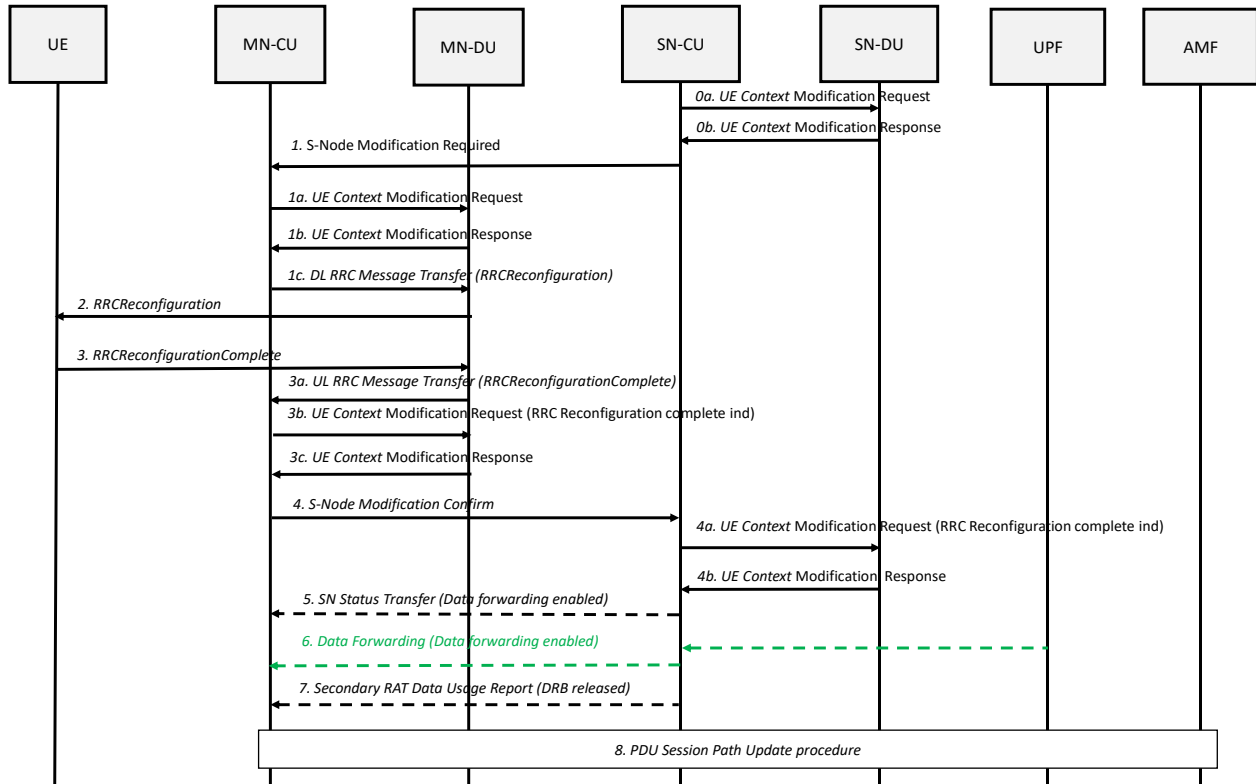 UE
MN-CU
MN-DU
SN-CU
SN-DU
UPF
AMF
0a. UE Context Modification Request
0b. UE Context Modification Response
1. S-Node Modification Required
1a. UE Context Modification Request
1b. UE Context Modification Response
1c. DL RRC Message Transfer (RRCReconfiguration)
2. RRCReconfiguration
3. RRCReconfigurationComplete
3a. UL RRC Message Transfer (RRCReconfigurationComplete)
3b. UE Context Modification Request (RRC Reconfiguration complete ind)
3c. UE Context Modification Response
4. S-Node Modification Confirm
4a. UE Context Modification Request (RRC Reconfiguration complete ind)
4b. UE Context Modification Response
5. SN Status Transfer (Data forwarding enabled)
6. Data Forwarding (Data forwarding enabled)
7. Secondary RAT Data Usage Report (DRB released)
8. PDU Session Path Update procedure